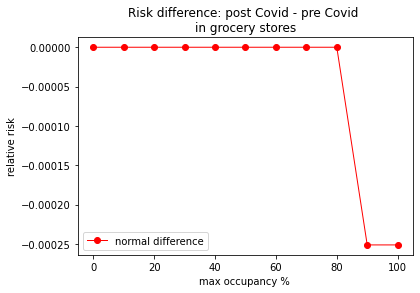 Risk difference: post Covid - pre Covid
in grocery stores
relative risk
0.00000
−0.00005
−0.00010
−0.00015
−0.00020
−0.00025
normal difference
0 20 40 60 80 100
max occupancy %